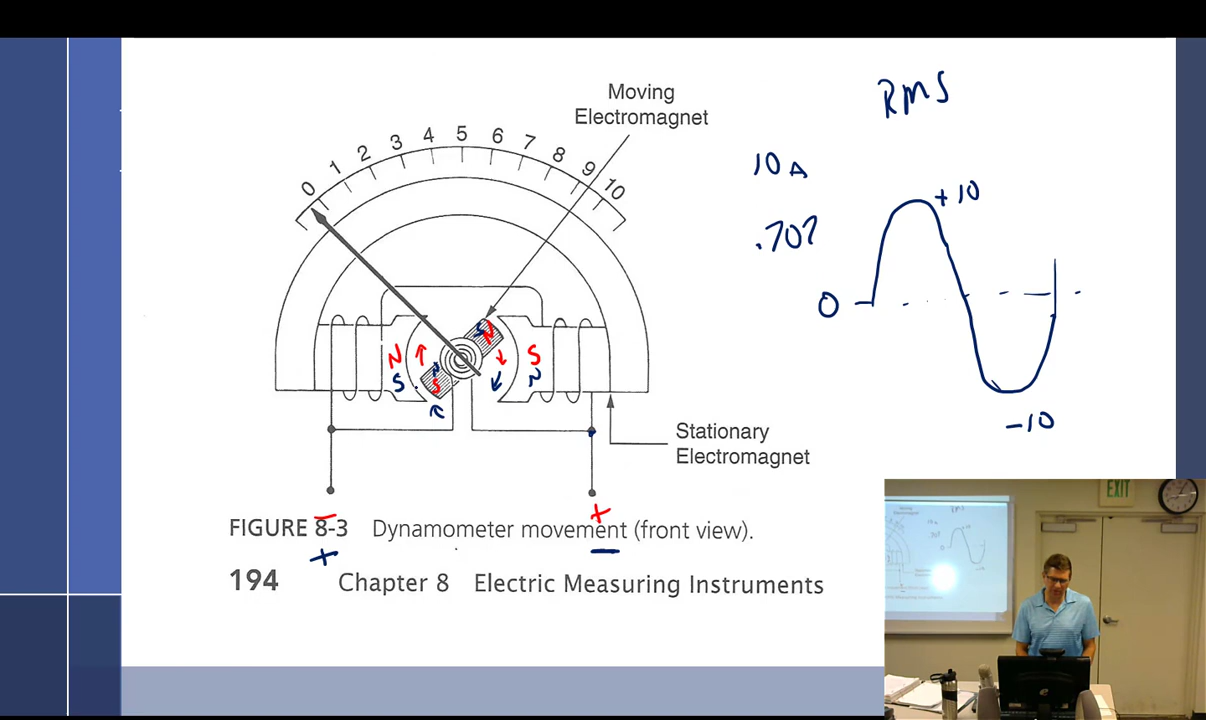 RMS
Moving
Electromagnet
0 1 2 3 4 5 6 7 8 9 10
10 A
.707
+10
0
-10
N S
S N
N S
S N
Stationary
Electromagnet
- +
FIGURE 8-3 Dynamometer movement (front view).
+ -
194 Chapter 8 Electric Measuring Instruments
EXIT